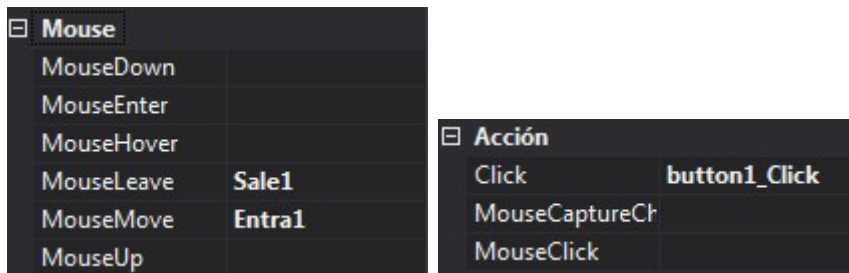 Mouse
MouseDown
MouseEnter
MouseHover
MouseLeave Sale1
MouseMove Entra1
MouseUp
Acción
Click button1_Click
MouseCaptureCh
MouseClick